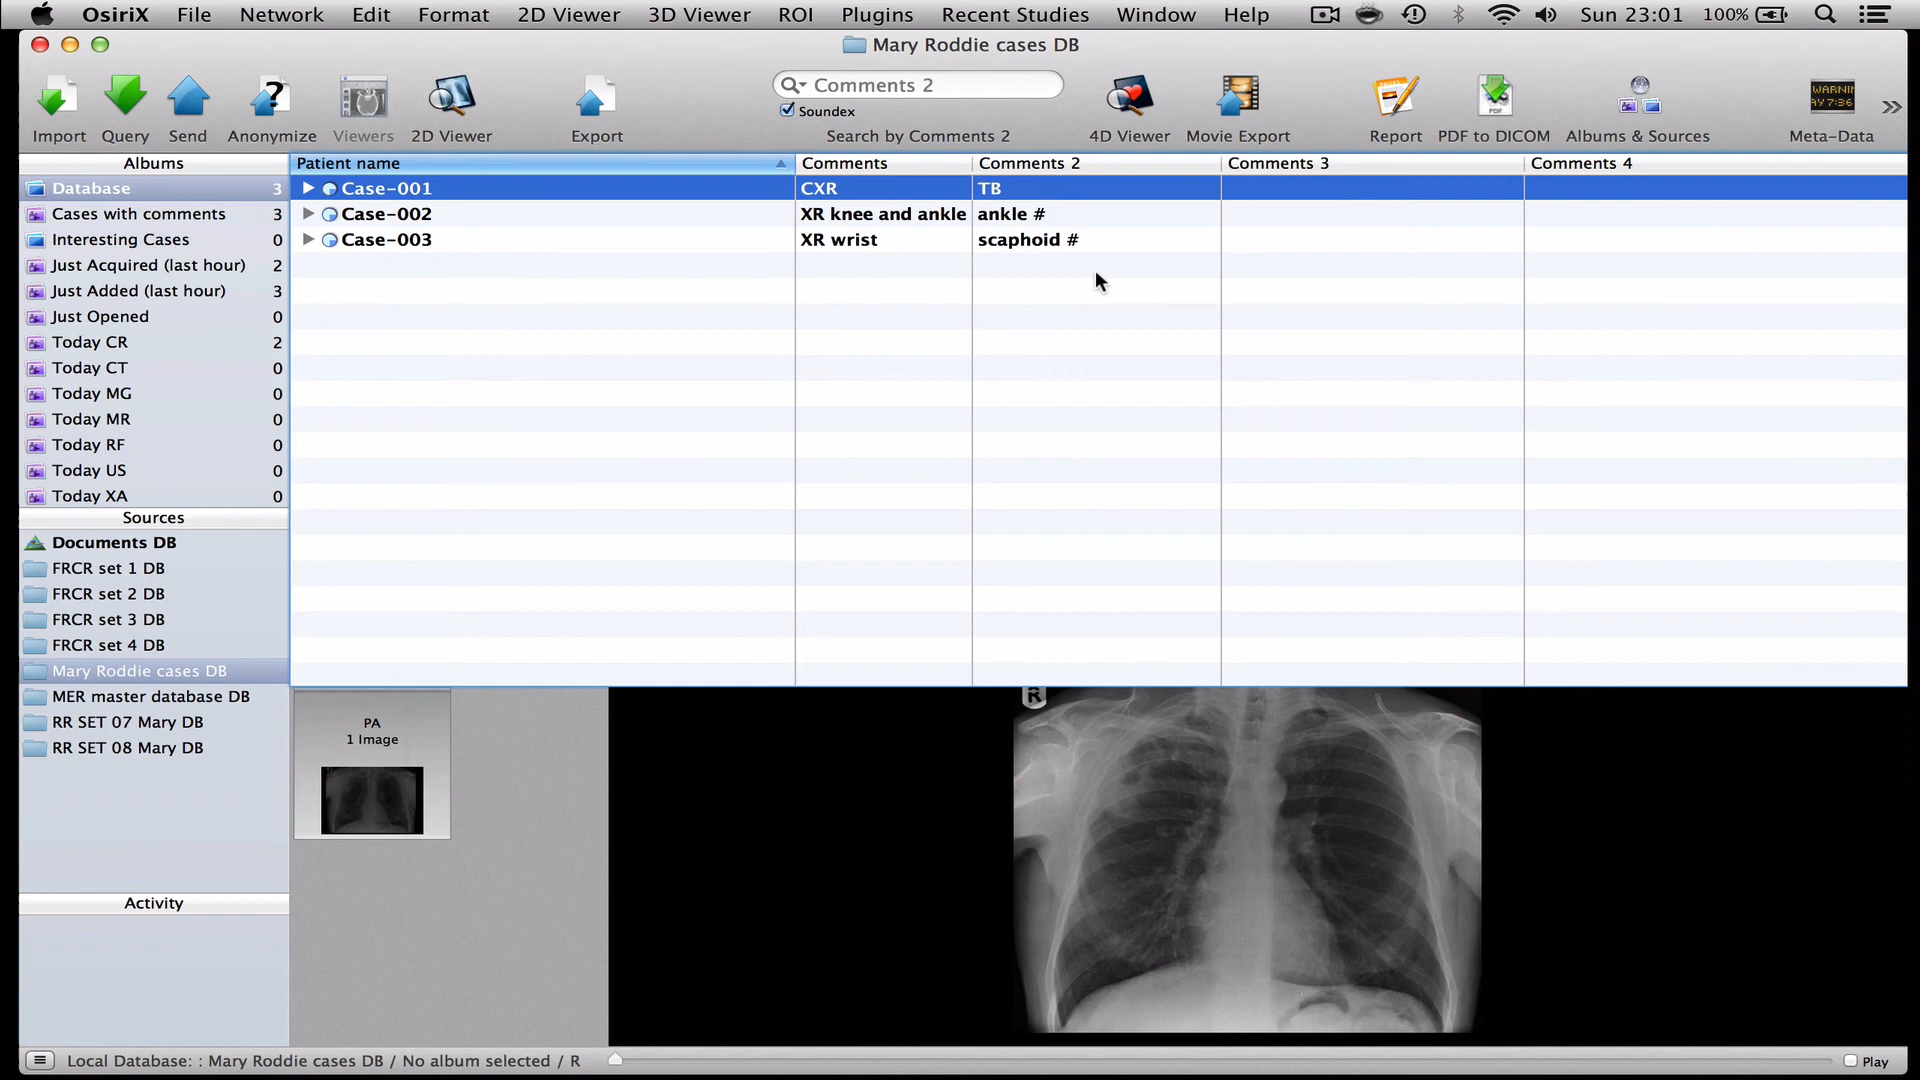 OsiriX File Network Edit Format 2D Viewer 3D Viewer ROI Plugins Recent Studies Window Help Sun 23:01 100%
Mary Roddie cases DB
Comments 2
Soundex
Import Query Send Anonymize Viewers 2D Viewer Export Search by Comments 2 4D Viewer Movie Export Report PDF to DICOM Albums & Sources Meta-Data
Albums
Database 3
Cases with comments 3
Interesting Cases 0
Just Acquired (last hour) 2
Just Added (last hour) 3
Just Opened 0
Today CR 2
Today CT 0
Today MG 0
Today MR 0
Today RF 0
Today US 0
Today XA 0
Sources
Documents DB
FRCR set 1 DB
FRCR set 2 DB
FRCR set 3 DB
FRCR set 4 DB
Mary Roddie cases DB
MER master database DB
RR SET 07 Mary DB
RR SET 08 Mary DB
Activity
Patient name Comments Comments 2 Comments 3 Comments 4
Case-001 CXR TB
Case-002 XR knee and ankle ankle #
Case-003 XR wrist scaphoid #
PA
1 Image
R
Local Database: : Mary Roddie cases DB / No album selected / R
Play